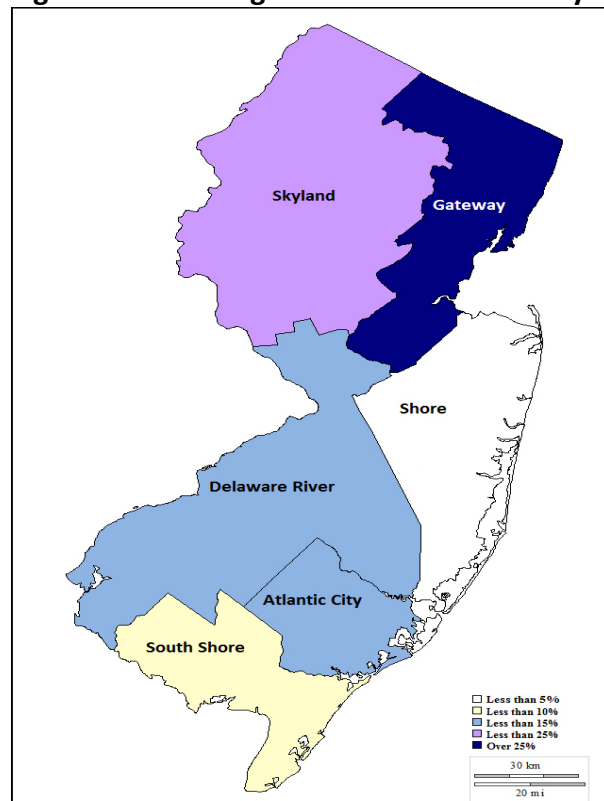 Skyland
Gateway
Shore
Delaware River
Atlantic City
South Shore
Less than 5%
Less than 10%
Less than 15%
Less than 25%
Over 25%
30 km
20 mi